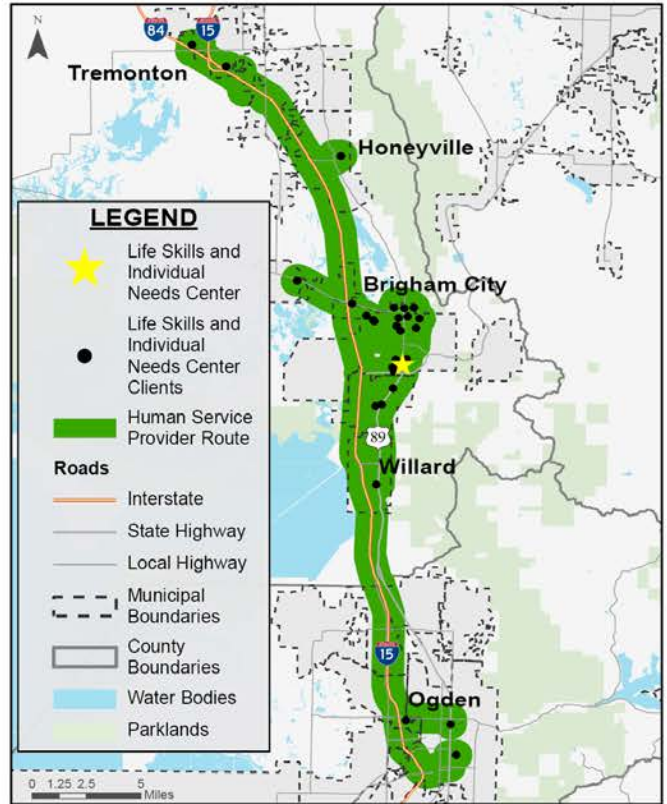 N
84
15
Tremonton
Honeyville
LEGEND
Life Skills and
Individual
Needs Center
Life Skills and
Individual
Needs Center
Clients
Human Service
Provider Route
Roads
Interstate
State Highway
Local Highway
Municipal
Boundaries
County
Boundaries
Water Bodies
Parklands
Brigham City
89
Willard
15
Ogden
0 1.25 2.5 5
Miles